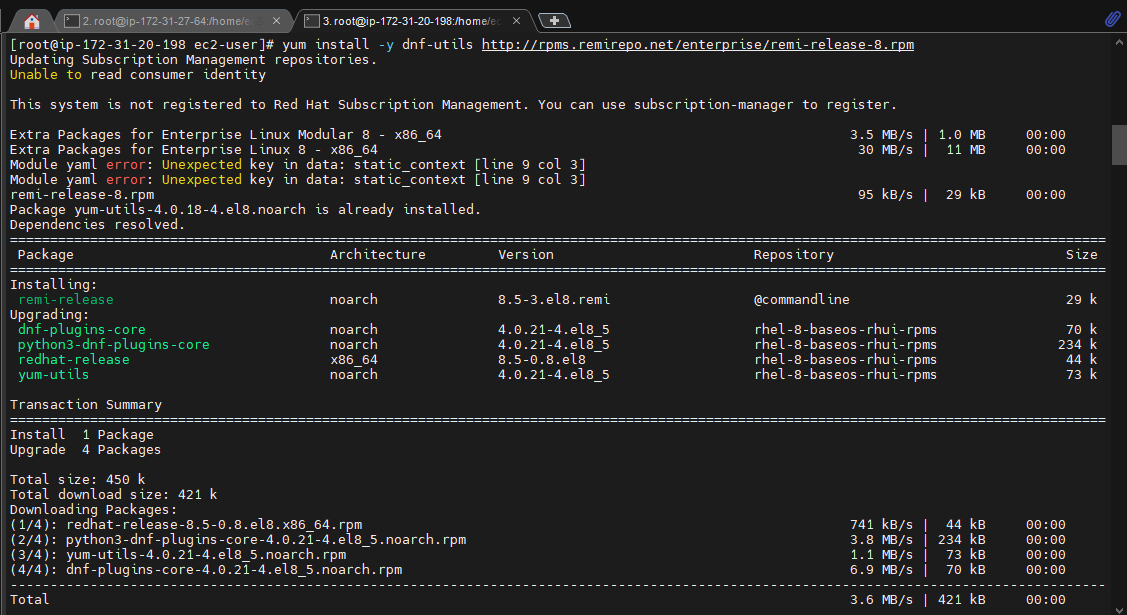 2. root@ip-172-31-27-64:/home/ec
3. root@ip-172-31-20-198:/home/ec
[root@ip-172-31-20-198 ec2-user]# yum install -y dnf-utils http://rpms.remirepo.net/enterprise/remi-release-8.rpm
Updating Subscription Management repositories.
Unable to read consumer identity
This system is not registered to Red Hat Subscription Management. You can use subscription-manager to register.
Extra Packages for Enterprise Linux Modular 8 - x86_64 3.5 MB/s | 1.0 MB 00:00
Extra Packages for Enterprise Linux 8 - x86_64 30 MB/s | 11 MB 00:00
Module yaml error: Unexpected key in data: static_context [line 9 col 3]
Module yaml error: Unexpected key in data: static_context [line 9 col 3]
remi-release-8.rpm 95 kB/s | 29 kB 00:00
Package yum-utils-4.0.18-4.el8.noarch is already installed.
Dependencies resolved.
Package Architecture Version Repository Size
Installing:
remi-release noarch 8.5-3.el8.remi @commandline 29 k
Upgrading:
dnf-plugins-core noarch 4.0.21-4.el8_5 rhel-8-baseos-rhui-rpms 70 k
python3-dnf-plugins-core noarch 4.0.21-4.el8_5 rhel-8-baseos-rhui-rpms 234 k
redhat-release x86_64 8.5-0.8.el8 rhel-8-baseos-rhui-rpms 44 k
yum-utils noarch 4.0.21-4.el8_5 rhel-8-baseos-rhui-rpms 73 k
Transaction Summary
Install 1 Package
Upgrade 4 Packages
Total size: 450 k
Total download size: 421 k
Downloading Packages:
(1/4): redhat-release-8.5-0.8.el8.x86_64.rpm 741 kB/s | 44 kB 00:00
(2/4): python3-dnf-plugins-core-4.0.21-4.el8_5.noarch.rpm 3.8 MB/s | 234 kB 00:00
(3/4): yum-utils-4.0.21-4.el8_5.noarch.rpm 1.1 MB/s | 73 kB 00:00
(4/4): dnf-plugins-core-4.0.21-4.el8_5.noarch.rpm 6.9 MB/s | 70 kB 00:00
Total 3.6 MB/s | 421 kB 00:00